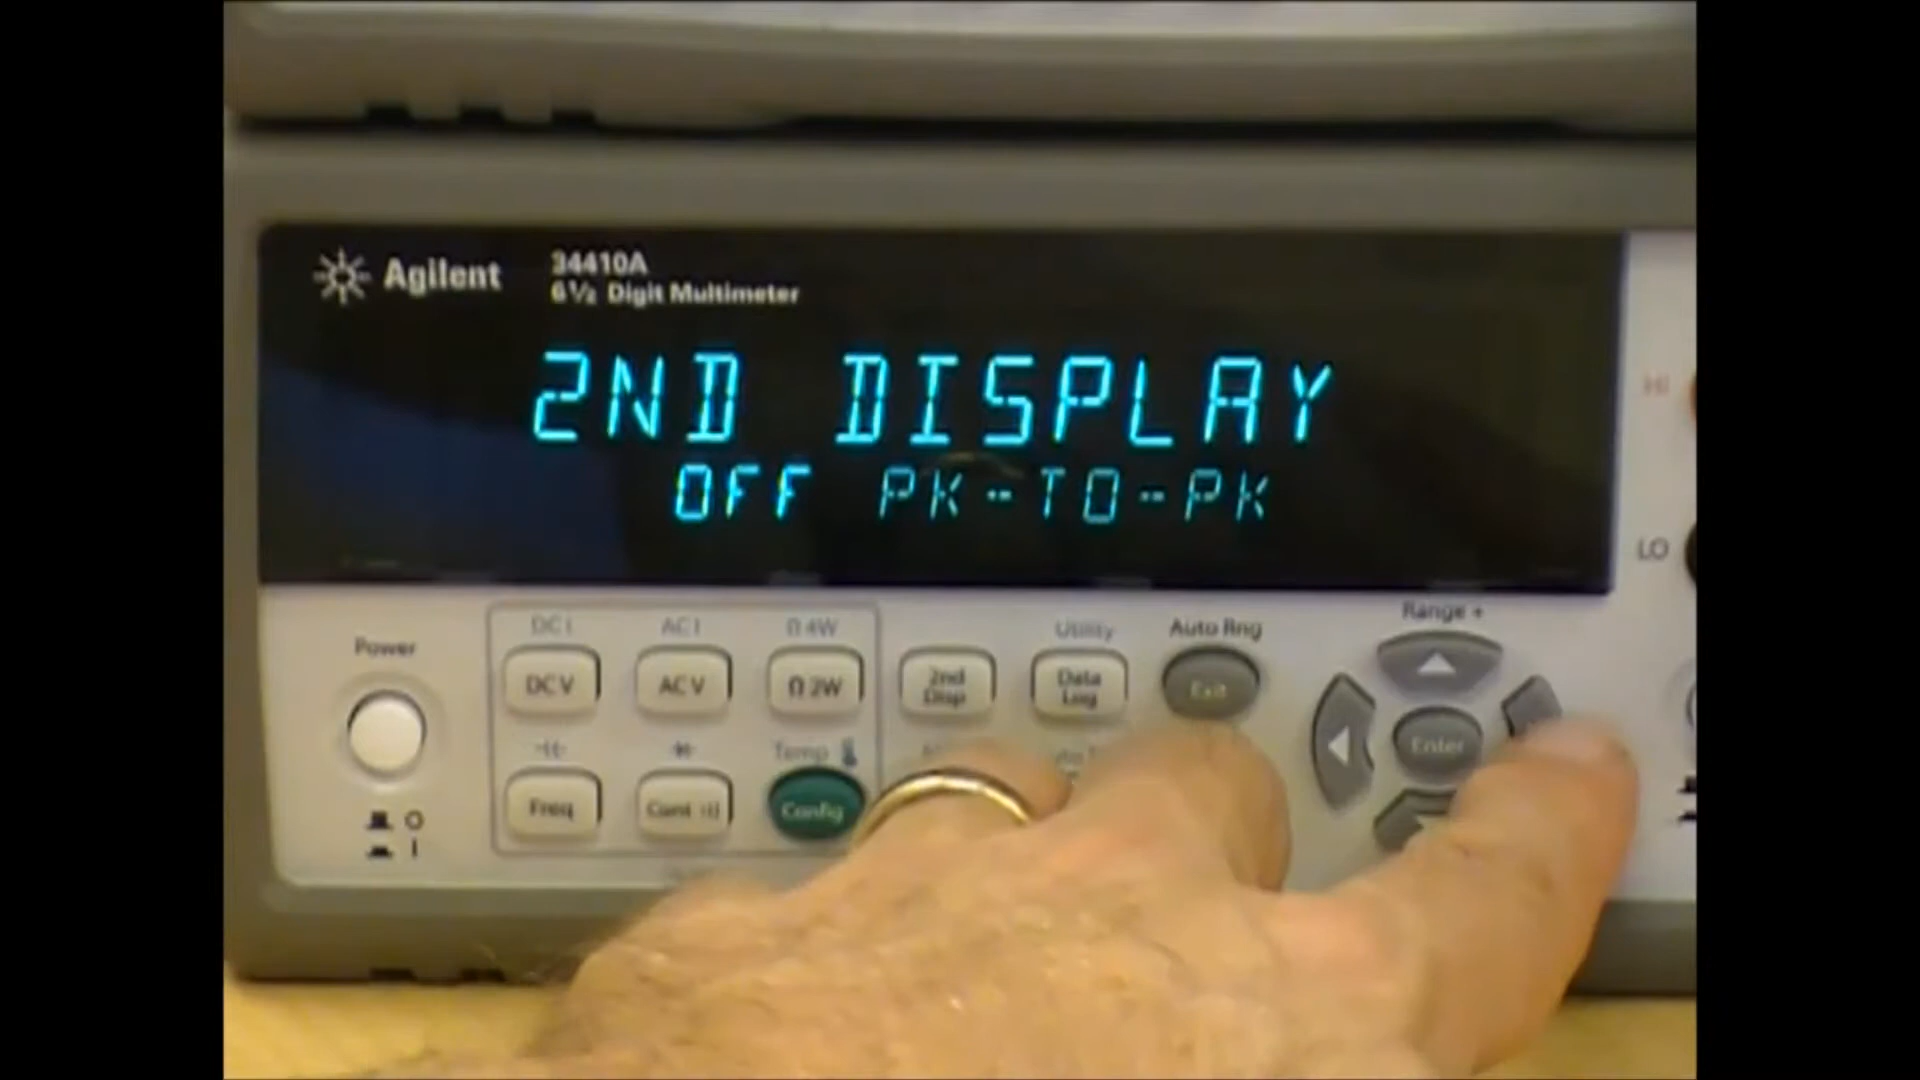 Agilent
34410A
6½ Digit Multimeter
2ND DISPLAY
OFF PK-TO-PK
HI
LO
Power
DC I
AC I
Ω 4W
Utility
Auto Rng
Range +
DC V
AC V
Ω 2W
2nd
Disp
Data
Log
Exit
Enter
Temp
Freq
Cont
Config
O
I